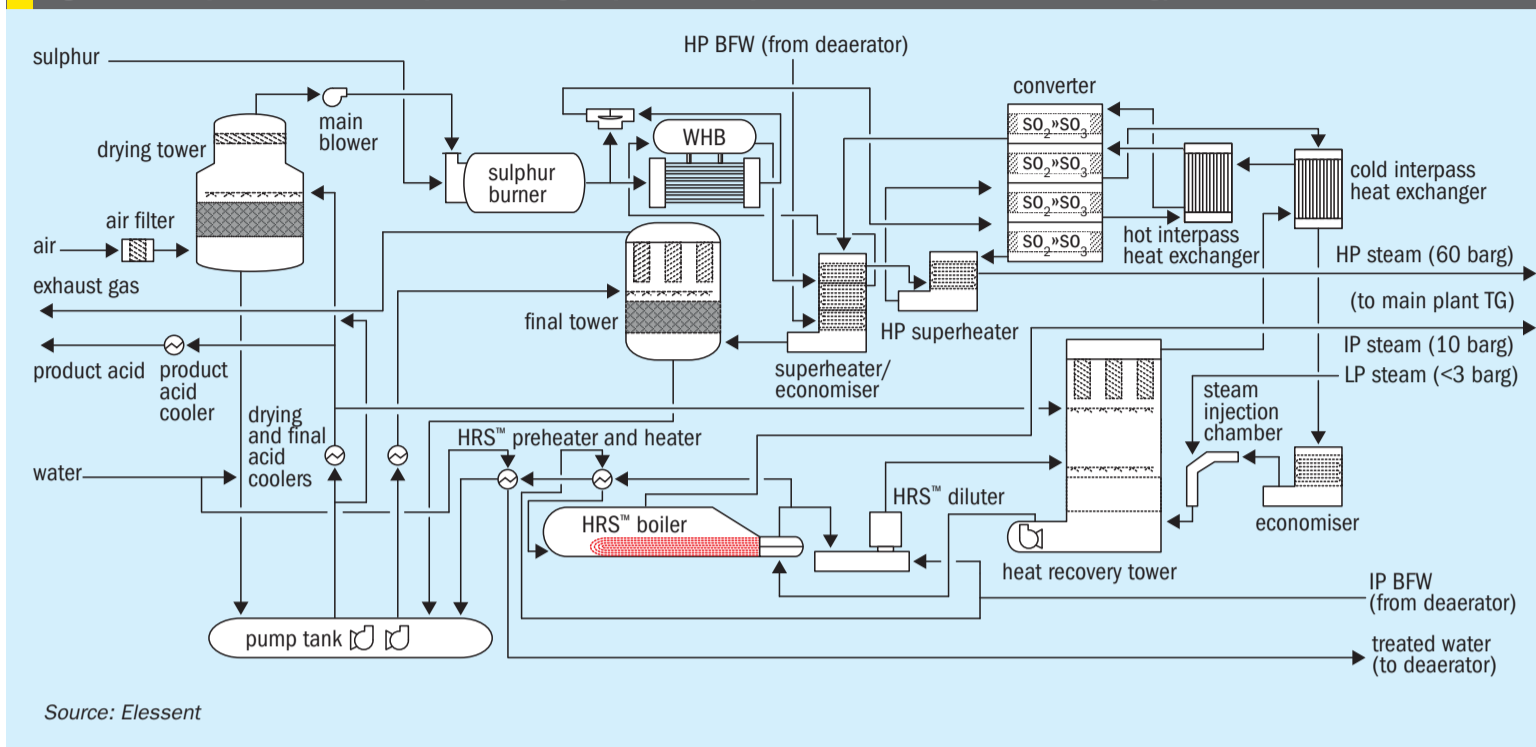 HP BFW (from deaerator)
sulphur
converter
main
blower
WHB
SO2»SO3
SO2»SO3
SO2»SO3
SO2»SO3
drying tower
sulphur
burner
cold interpass
heat exchanger
air filter
air
hot interpass
heat exchanger
HP steam (60 barg)
exhaust gas
(to main plant TG)
final tower
HP superheater
IP steam (10 barg)
product acid
product
acid
cooler
superheater/
economiser
LP steam (<3 barg)
steam
injection
chamber
drying
and final
acid
coolers
HRS™ preheater and heater
water
HRS™ diluter
HRS™ boiler
economiser
heat recovery tower
IP BFW
(from deaerator)
pump tank
treated water
(to deaerator)
Source: Elessent